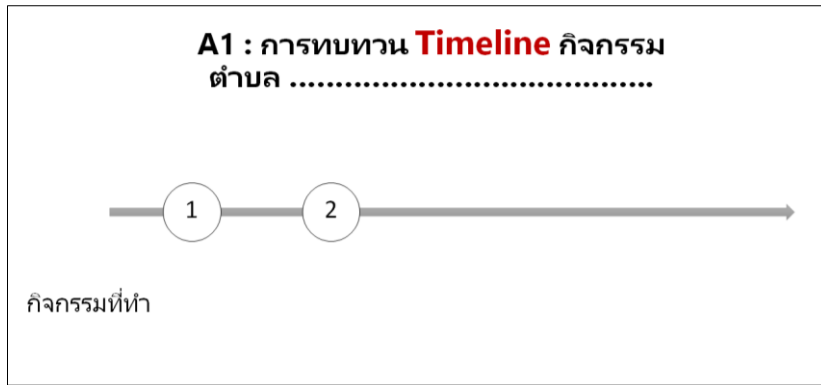 A1 : การทบทวน Timeline กิจกรรม
ตำบล ........................................
1 2
กิจกรรมที่ทำ